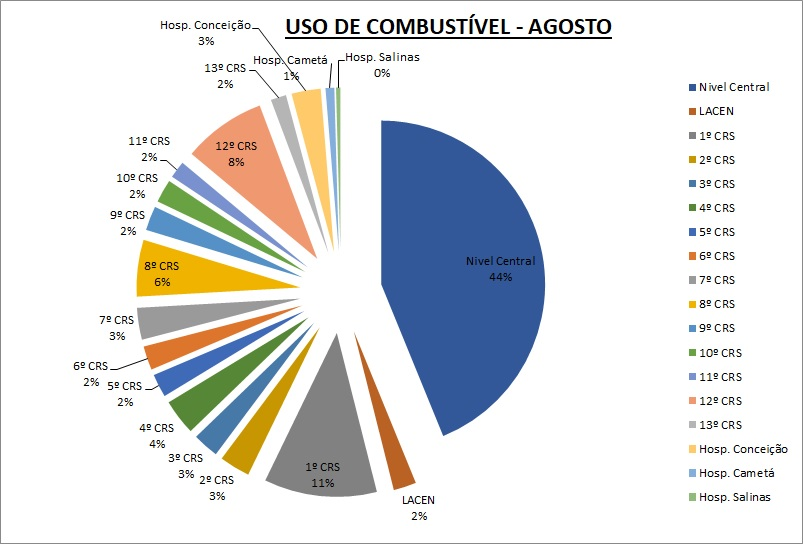 USO DE COMBUSTÍVEL - AGOSTO
Hosp. Conceição
3%
Hosp. Cametá
1%
Hosp. Salinas
0%
13º CRS
2%
12º CRS
8%
11º CRS
2%
10º CRS
2%
9º CRS
2%
8º CRS
6%
7º CRS
3%
6º CRS
2%
5º CRS
2%
4º CRS
4%
3º CRS
3%
2º CRS
3%
1º CRS
11%
LACEN
2%
Nivel Central
44%
Nivel Central
LACEN
1º CRS
2º CRS
3º CRS
4º CRS
5º CRS
6º CRS
7º CRS
8º CRS
9º CRS
10º CRS
11º CRS
12º CRS
13º CRS
Hosp. Conceição
Hosp. Cametá
Hosp. Salinas